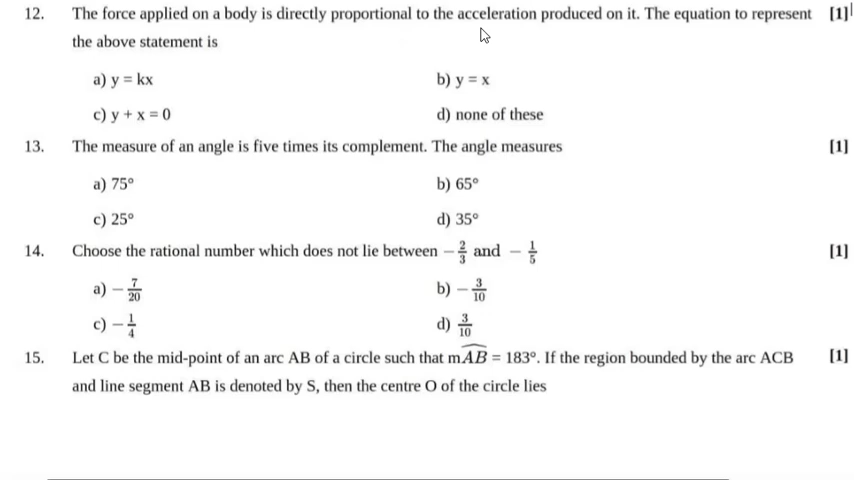 12. The force applied on a body is directly proportional to the acceleration produced on it. The equation to represent [1]
the above statement is
a) y = kx b) y = x
c) y + x = 0 d) none of these
13. The measure of an angle is five times its complement. The angle measures [1]
a) 75° b) 65°
c) 25° d) 35°
14. Choose the rational number which does not lie between −2/3 and −1/5 [1]
a) −7/20 b) −3/10
c) −1/4 d) 3/10
15. Let C be the mid-point of an arc AB of a circle such that m⌢AB = 183°. If the region bounded by the arc ACB [1]
and line segment AB is denoted by S, then the centre O of the circle lies